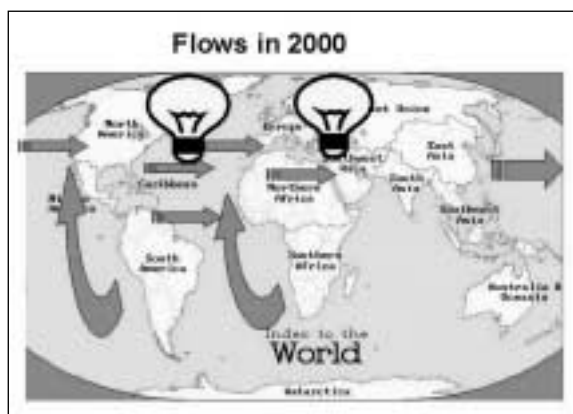 Flows in 2000
North
America
Europe
Caribbean
Northern
Africa
East
Asia
South
Asia
Southeast
Asia
South
America
Southern
Africa
Australia
Oceania
Index to the
World
Antarctica